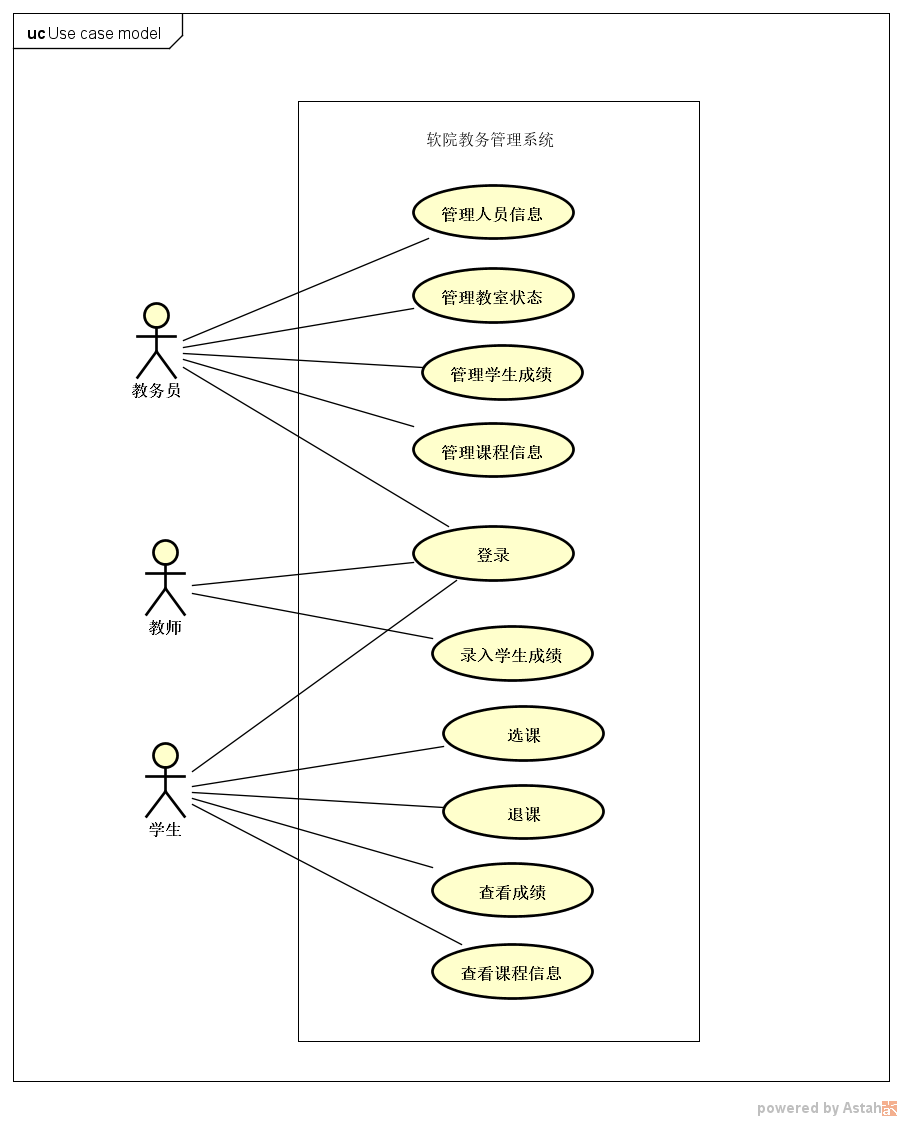 uc Use case model
软院教务管理系统
管理人员信息
管理教室状态
教务员
管理学生成绩
管理课程信息
登录
教师
录入学生成绩
选课
学生
退课
查看成绩
查看课程信息
powered by Astah